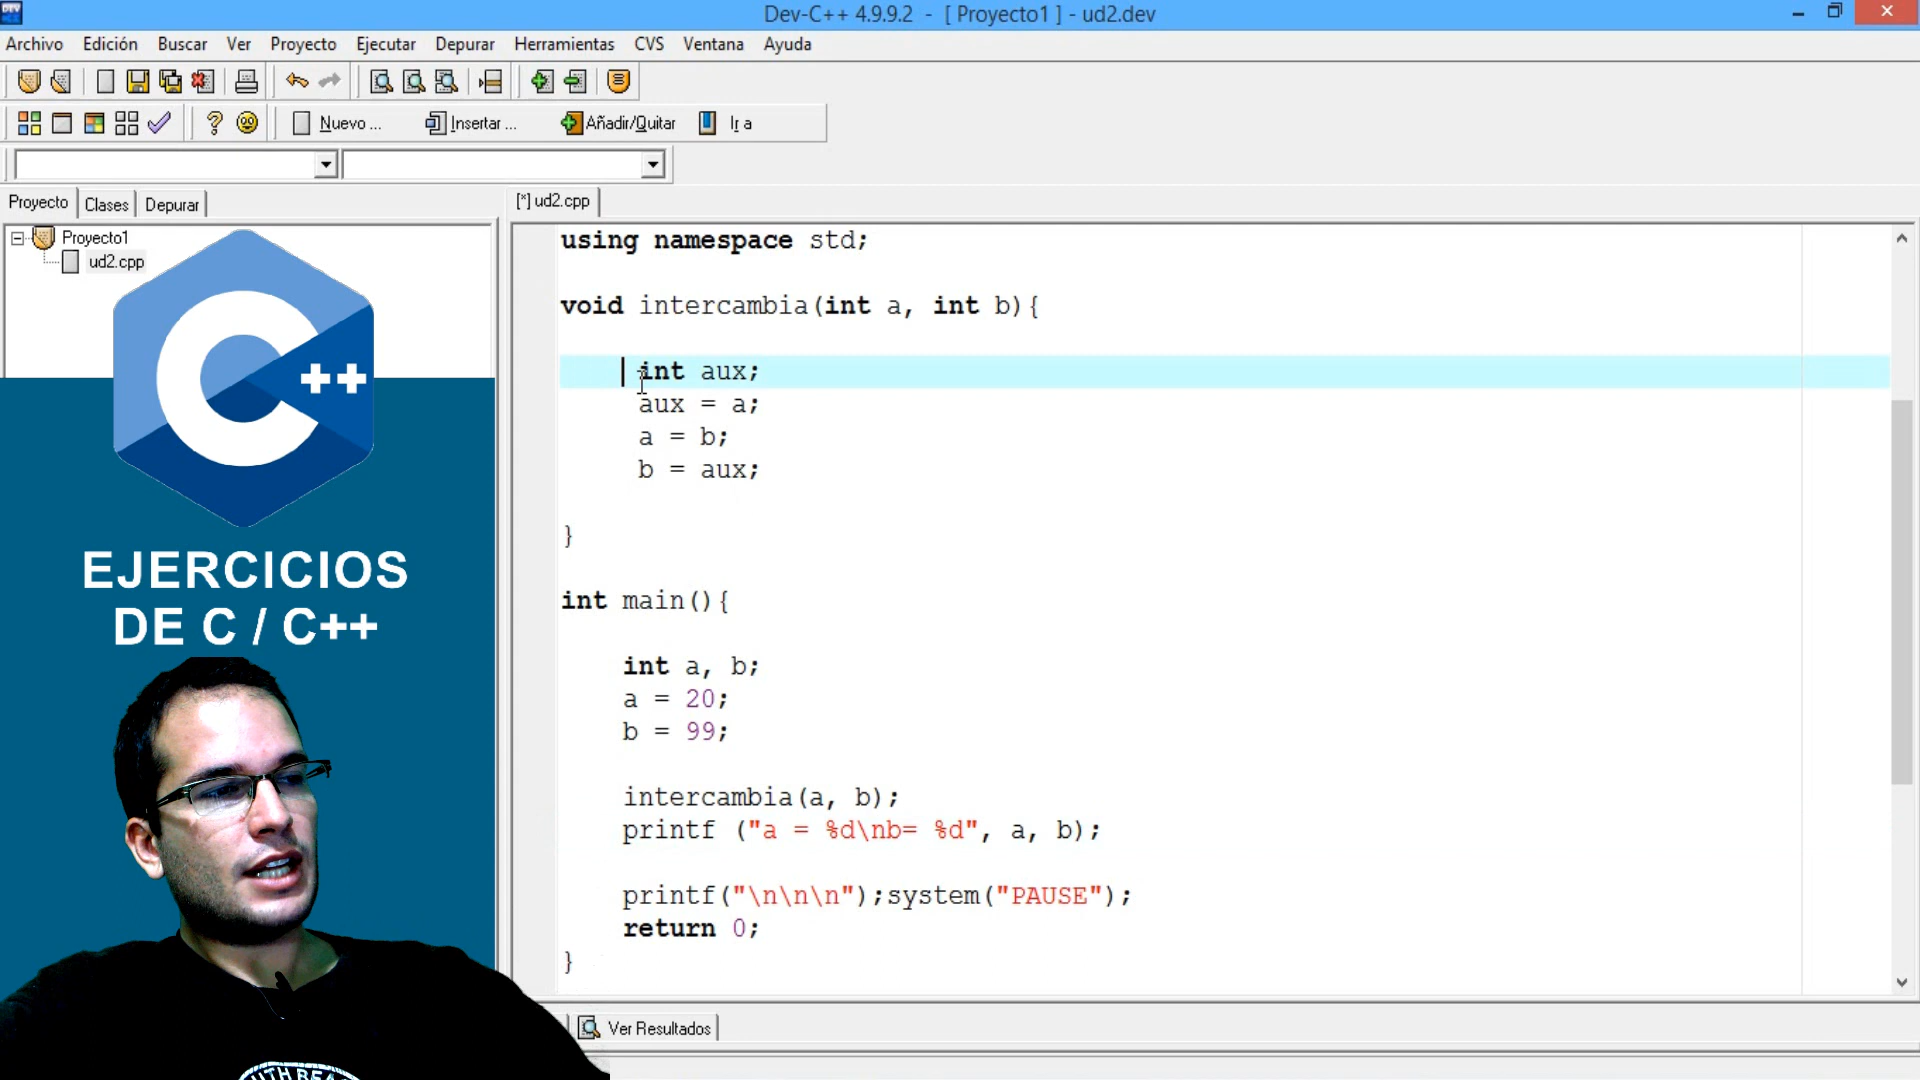 Dev-C++ 4.9.9.2 - [ Proyecto1 ] - ud2.dev
Archivo Edición Buscar Ver Proyecto Ejecutar Depurar Herramientas CVS Ventana Ayuda
Nuevo ... Insertar ... Añadir/Quitar Ir a
Proyecto Clases Depurar [*] ud2.cpp
Proyecto1
ud2.cpp
using namespace std;
void intercambia(int a, int b){
int aux;
aux = a;
a = b;
b = aux;
}
int main(){
int a, b;
a = 20;
b = 99;
intercambia(a, b);
printf ("a = %d\nb= %d", a, b);
printf("\n\n\n");system("PAUSE");
return 0;
}
Ver Resultados
C ++
EJERCICIOS
DE C / C++